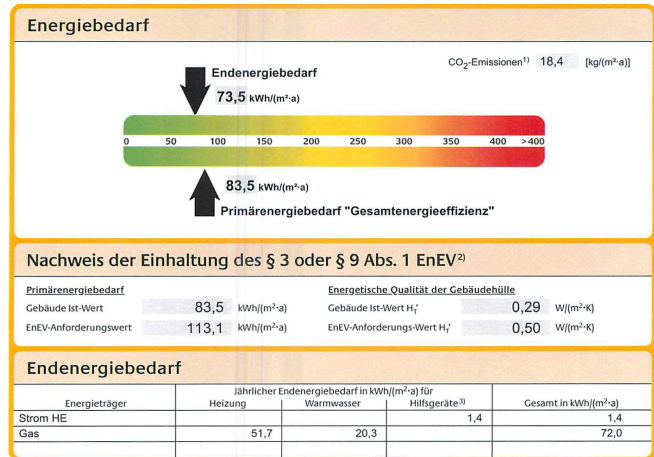 Energiebedarf
CO2-Emissionen1) 18,4 [kg/(m²·a)]
Endenergiebedarf
73,5 kWh/(m²·a)
0 50 100 150 200 250 300 350 400 >400
83,5 kWh/(m²·a)
Primärenergiebedarf "Gesamtenergieeffizienz"
Nachweis der Einhaltung des § 3 oder § 9 Abs. 1 EnEV2)
Primärenergiebedarf Energetische Qualität der Gebäudehülle
Gebäude Ist-Wert 83,5 kWh/(m²·a) Gebäude Ist-Wert HT' 0,29 W/(m²·K)
EnEV-Anforderungswert 113,1 kWh/(m²·a) EnEV-Anforderungs-Wert HT' 0,50 W/(m²·K)
Endenergiebedarf
Jährlicher Endenergiebedarf in kWh/(m²·a) für
Energieträger Heizung Warmwasser Hilfsgeräte3) Gesamt in kWh/(m²·a)
Strom HE 1,4 1,4
Gas 51,7 20,3 72,0